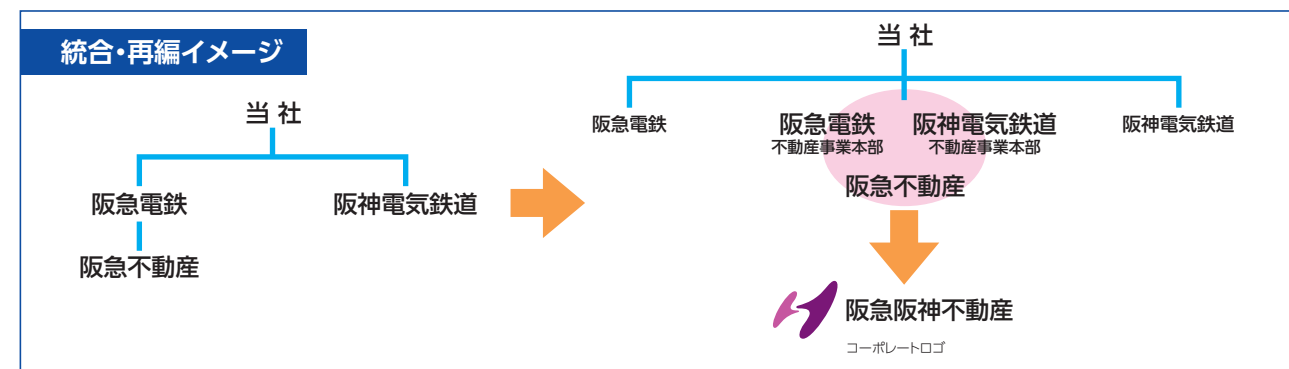 統合・再編イメージ
当 社
阪急電鉄
阪神電気鉄道
阪急不動産
当 社
阪急電鉄
阪急電鉄
不動産事業本部
阪神電気鉄道
不動産事業本部
阪神電気鉄道
阪急不動産
阪急阪神不動産
コーポレートロゴ